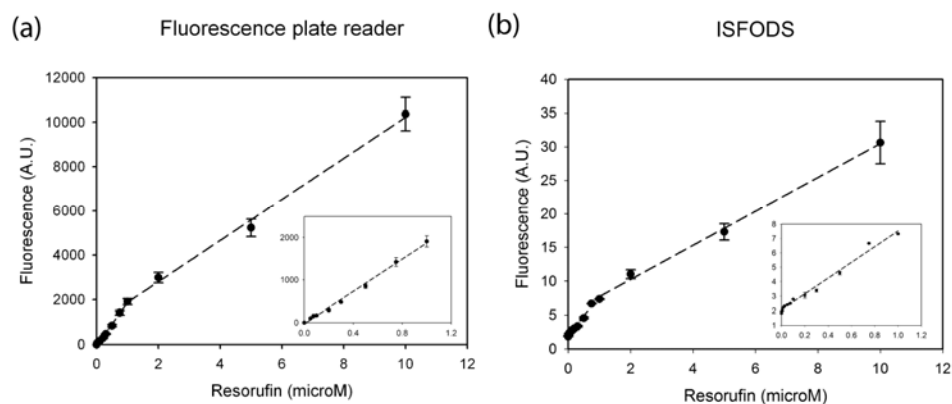 (a) Fluorescence plate reader
12000
10000
8000
6000
4000
2000
0
Fluorescence (A.U.)
2000
1000
0
0.0 0.4 0.8 1.2
0 2 4 6 8 10 12
Resorufin (microM)
(b) ISFODS
40
35
30
25
20
15
10
5
0
Fluorescence (A.U.)
8
7
6
5
4
3
2
1
0.0 0.2 0.4 0.6 0.8 1.0 1.2
0 2 4 6 8 10 12
Resorufin (microM)